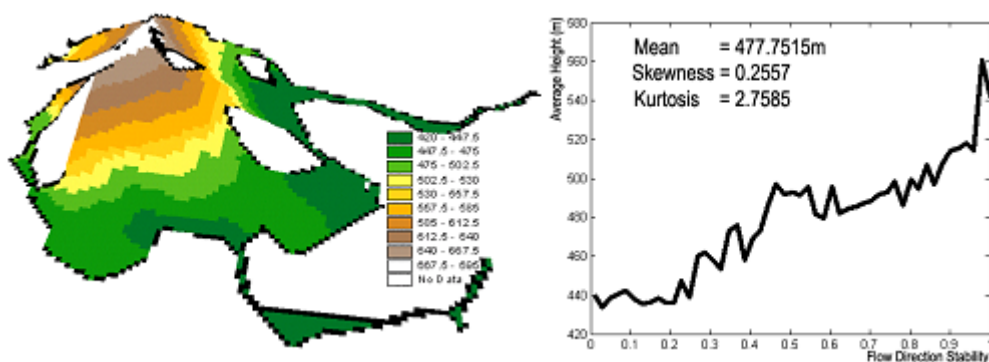 420 - 447.5
447.5 - 475
475 - 502.5
502.5 - 530
530 - 557.5
557.5 - 585
585 - 612.5
612.5 - 640
640 - 667.5
667.5 - 695
No Data
Average Height (m)
580
560
540
520
500
480
460
440
420
Mean = 477.7515m
Skewness = 0.2557
Kurtosis = 2.7585
0 0.1 0.2 0.3 0.4 0.5 0.6 0.7 0.8 0.9
Flow Direction Stability